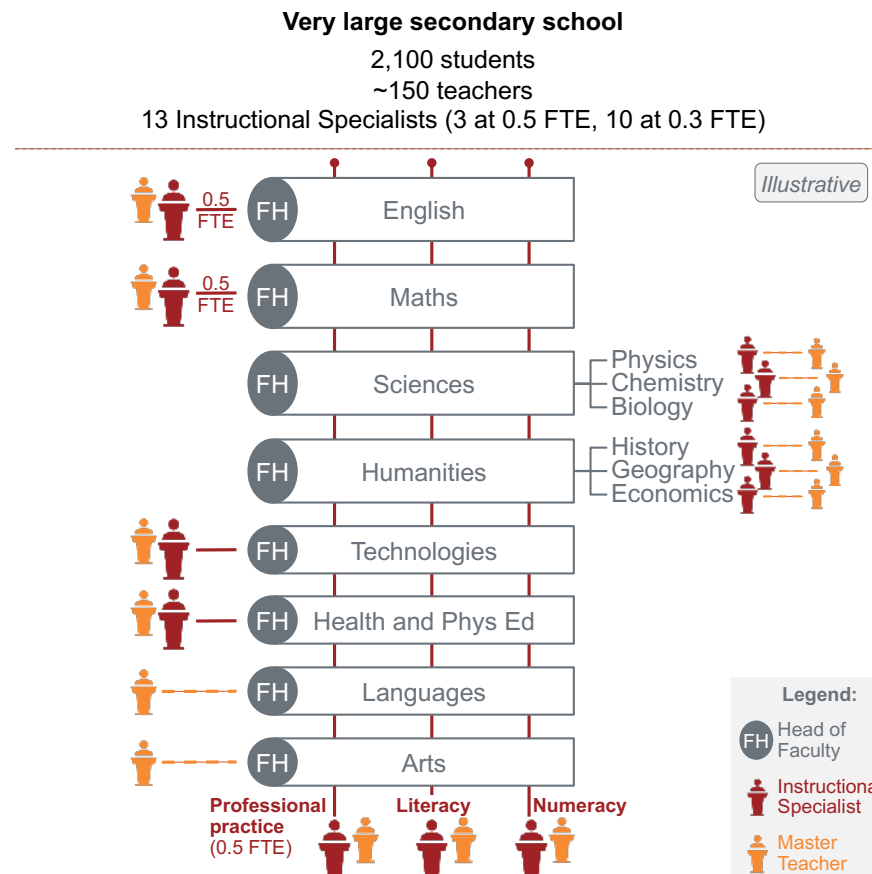 Very large secondary school
2,100 students
~150 teachers
13 Instructional Specialists (3 at 0.5 FTE, 10 at 0.3 FTE)
Illustrative
0.5
FTE
FH
English
0.5
FTE
FH
Maths
FH
Sciences
Physics
Chemistry
Biology
FH
Humanities
History
Geography
Economics
FH
Technologies
FH
Health and Phys Ed
FH
Languages
FH
Arts
Professional
practice
(0.5 FTE)
Literacy
Numeracy
Legend:
FH
Head of
Faculty
Instructiona
Specialist
Master
Teacher